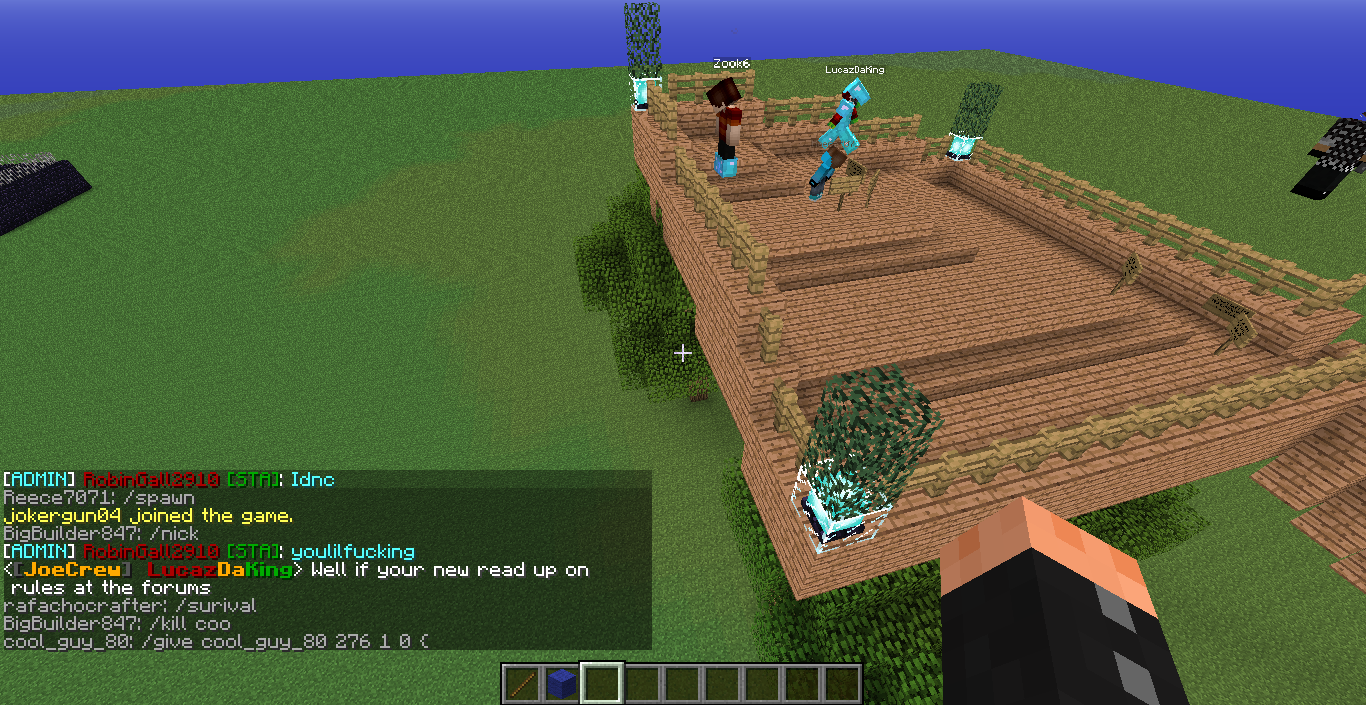 Zook6
LucazDaKing
[ADMIN] RobinGall2910 [STA]: Idnc
Reece7071: /spawn
jokergun04 joined the game.
BigBuilder847: /nick
[ADMIN] RobinGall2910 [STA]: youlilfucking
<[JoeCrew] LucazDaKing> Well if your new read up on
rules at the forums
rafachocrafter: /surival
BigBuilder847: /kill coo
cool_guy_80: /give cool_guy_80 276 1 0 {